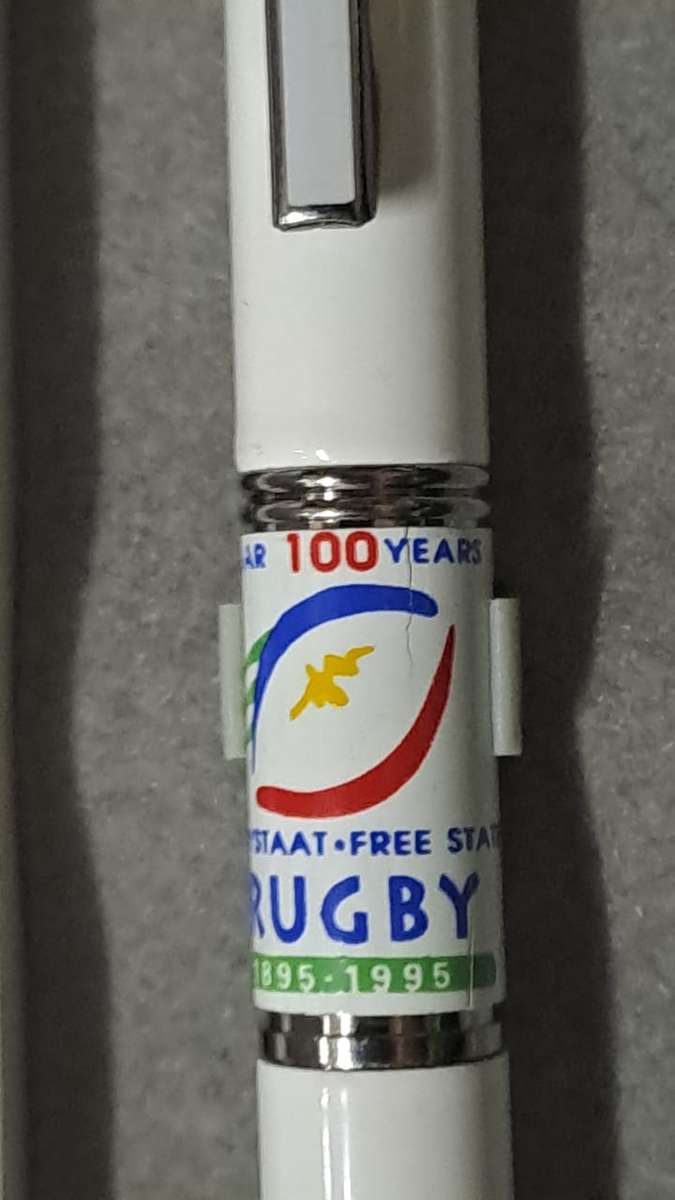 AR 100 YEARS
YSTAAT•FREE STAT
RUGBY
1895-1995